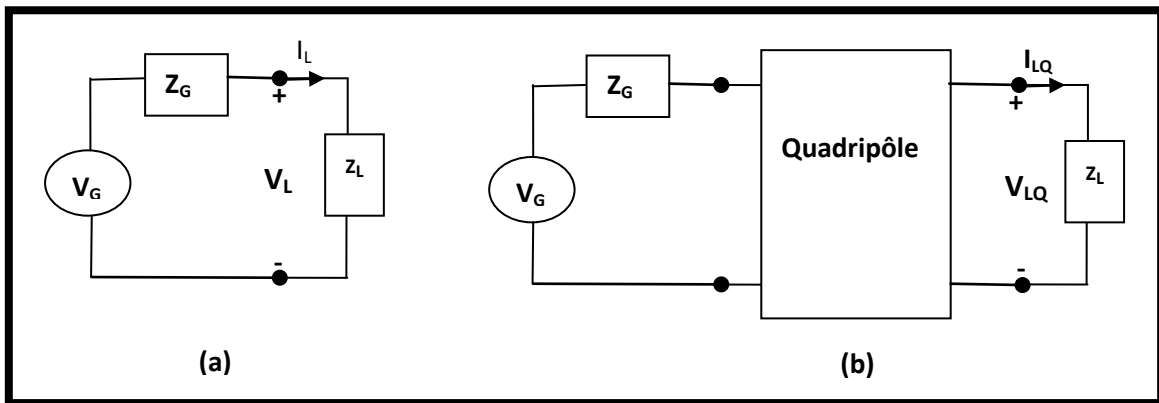 I_L
Z_G
+
V_G
V_L
Z_L
-
(a)
Z_G
I_LQ
+
Quadripôle
V_G
V_LQ
Z_L
-
(b)